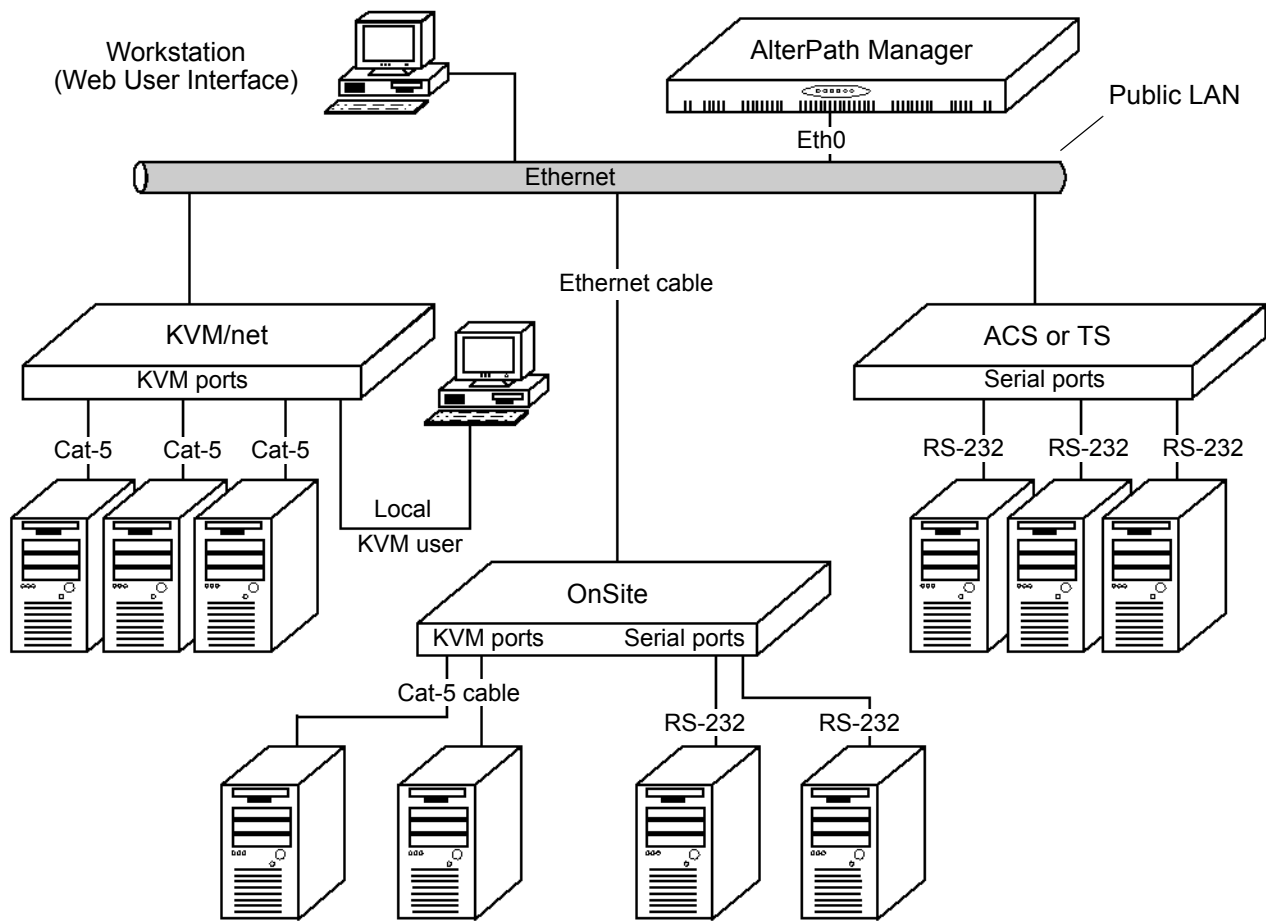 Workstation
(Web User Interface)
AlterPath Manager
Public LAN
Eth0
Ethernet
Ethernet cable
KVM/net
KVM ports
ACS or TS
Serial ports
Cat-5
Cat-5
Cat-5
RS-232
RS-232
RS-232
Local
KVM user
OnSite
KVM ports
Serial ports
Cat-5 cable
RS-232
RS-232